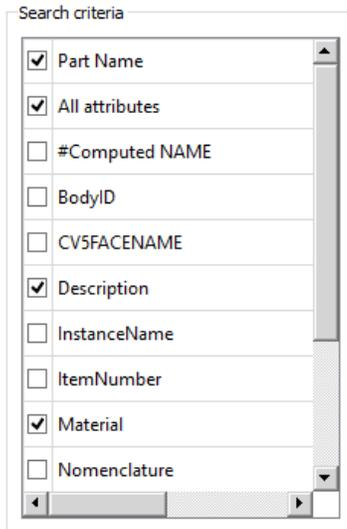 Search criteria
Part Name
All attributes
#Computed NAME
BodyID
CV5FACENAME
Description
InstanceName
ItemNumber
Material
Nomenclature